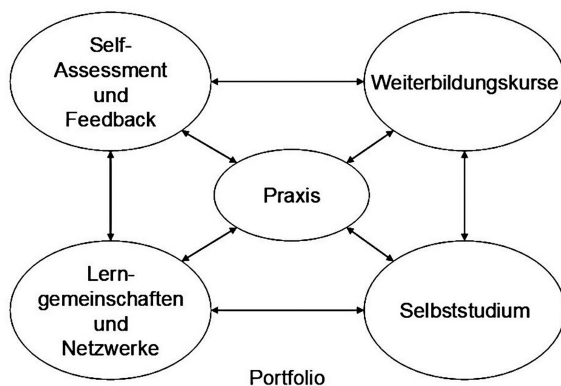 Self-
Assessment
und
Feedback
Weiterbildungskurse
Praxis
Lern-
gemeinschaften
und
Netzwerke
Selbststudium
Portfolio